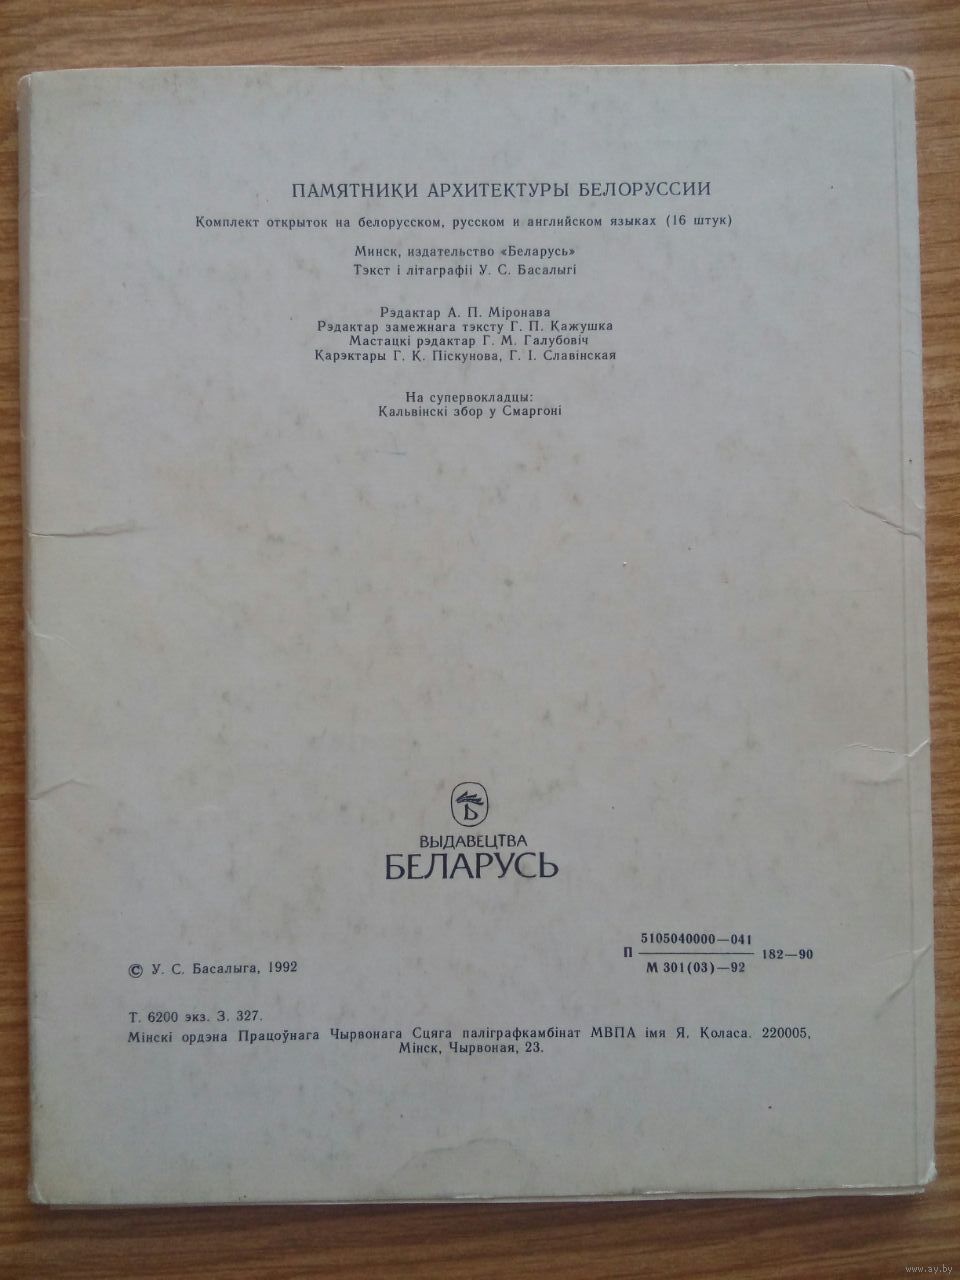 ПАМЯТНИКИ АРХИТЕКТУРЫ БЕЛОРУССИИ
Комплект открыток на белорусском, русском и английском языках (16 штук)
Минск, издательство «Беларусь»
Тэкст і літаграфіі У. С. Басалыгі
Рэдактар А. П. Міронава
Рэдактар замежнага тэксту Г. П. Кажушка
Мастацкі рэдактар Г. М. Галубовіч
Карэктары Г. К. Піскунова, Г. І. Славінская
На супервокладцы:
Кальвінскі збор у Смаргоні
Б
ВЫДАВЕЦТВА
БЕЛАРУСЬ
5105040000—041
П ——— 182—90
М 301(03)—92
© У. С. Басалыга, 1992
Т. 6200 экз. З. 327.
Мінскі ордэна Працоўнага Чырвонага Сцяга паліграфкамбінат МВПА імя Я. Коласа. 220005,
Мінск, Чырвоная, 23.
www.ay.by